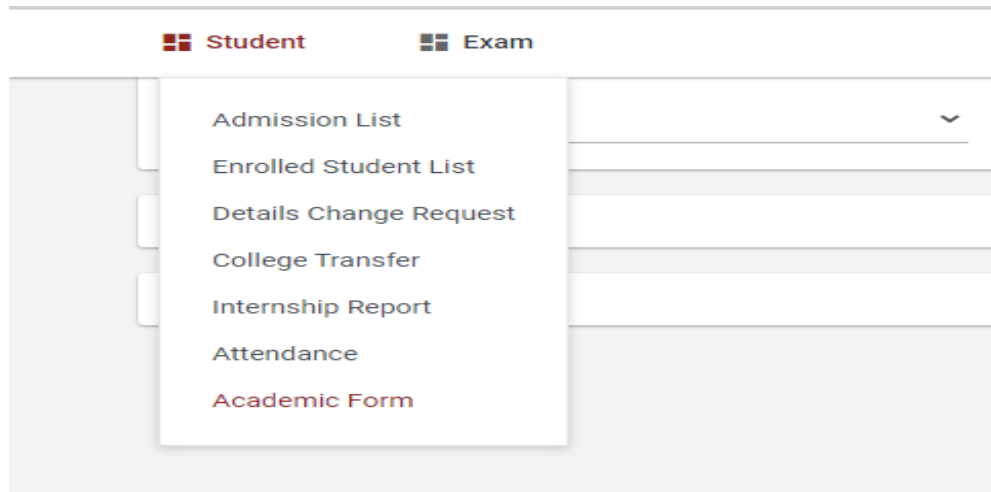 Student Exam
Admission List
Enrolled Student List
Details Change Request
College Transfer
Internship Report
Attendance
Academic Form